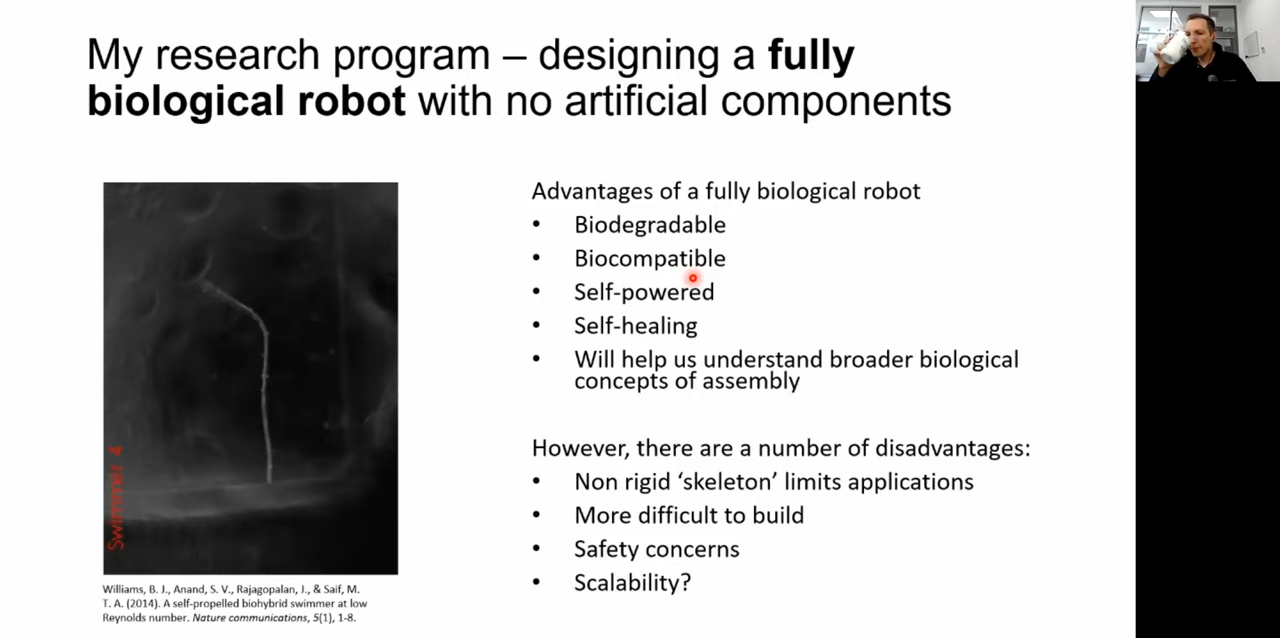 My research program – designing a fully
biological robot with no artificial components
Advantages of a fully biological robot
• Biodegradable
• Biocompatible
• Self-powered
• Self-healing
• Will help us understand broader biological
concepts of assembly
However, there are a number of disadvantages:
• Non rigid ‘skeleton’ limits applications
• More difficult to build
• Safety concerns
• Scalability?
Swimmer 4
Williams, B. J., Anand, S. V., Rajagopalan, J., & Saif, M.
T. A. (2014). A self-propelled biohybrid swimmer at low
Reynolds number. Nature communications, 5(1), 1-8.